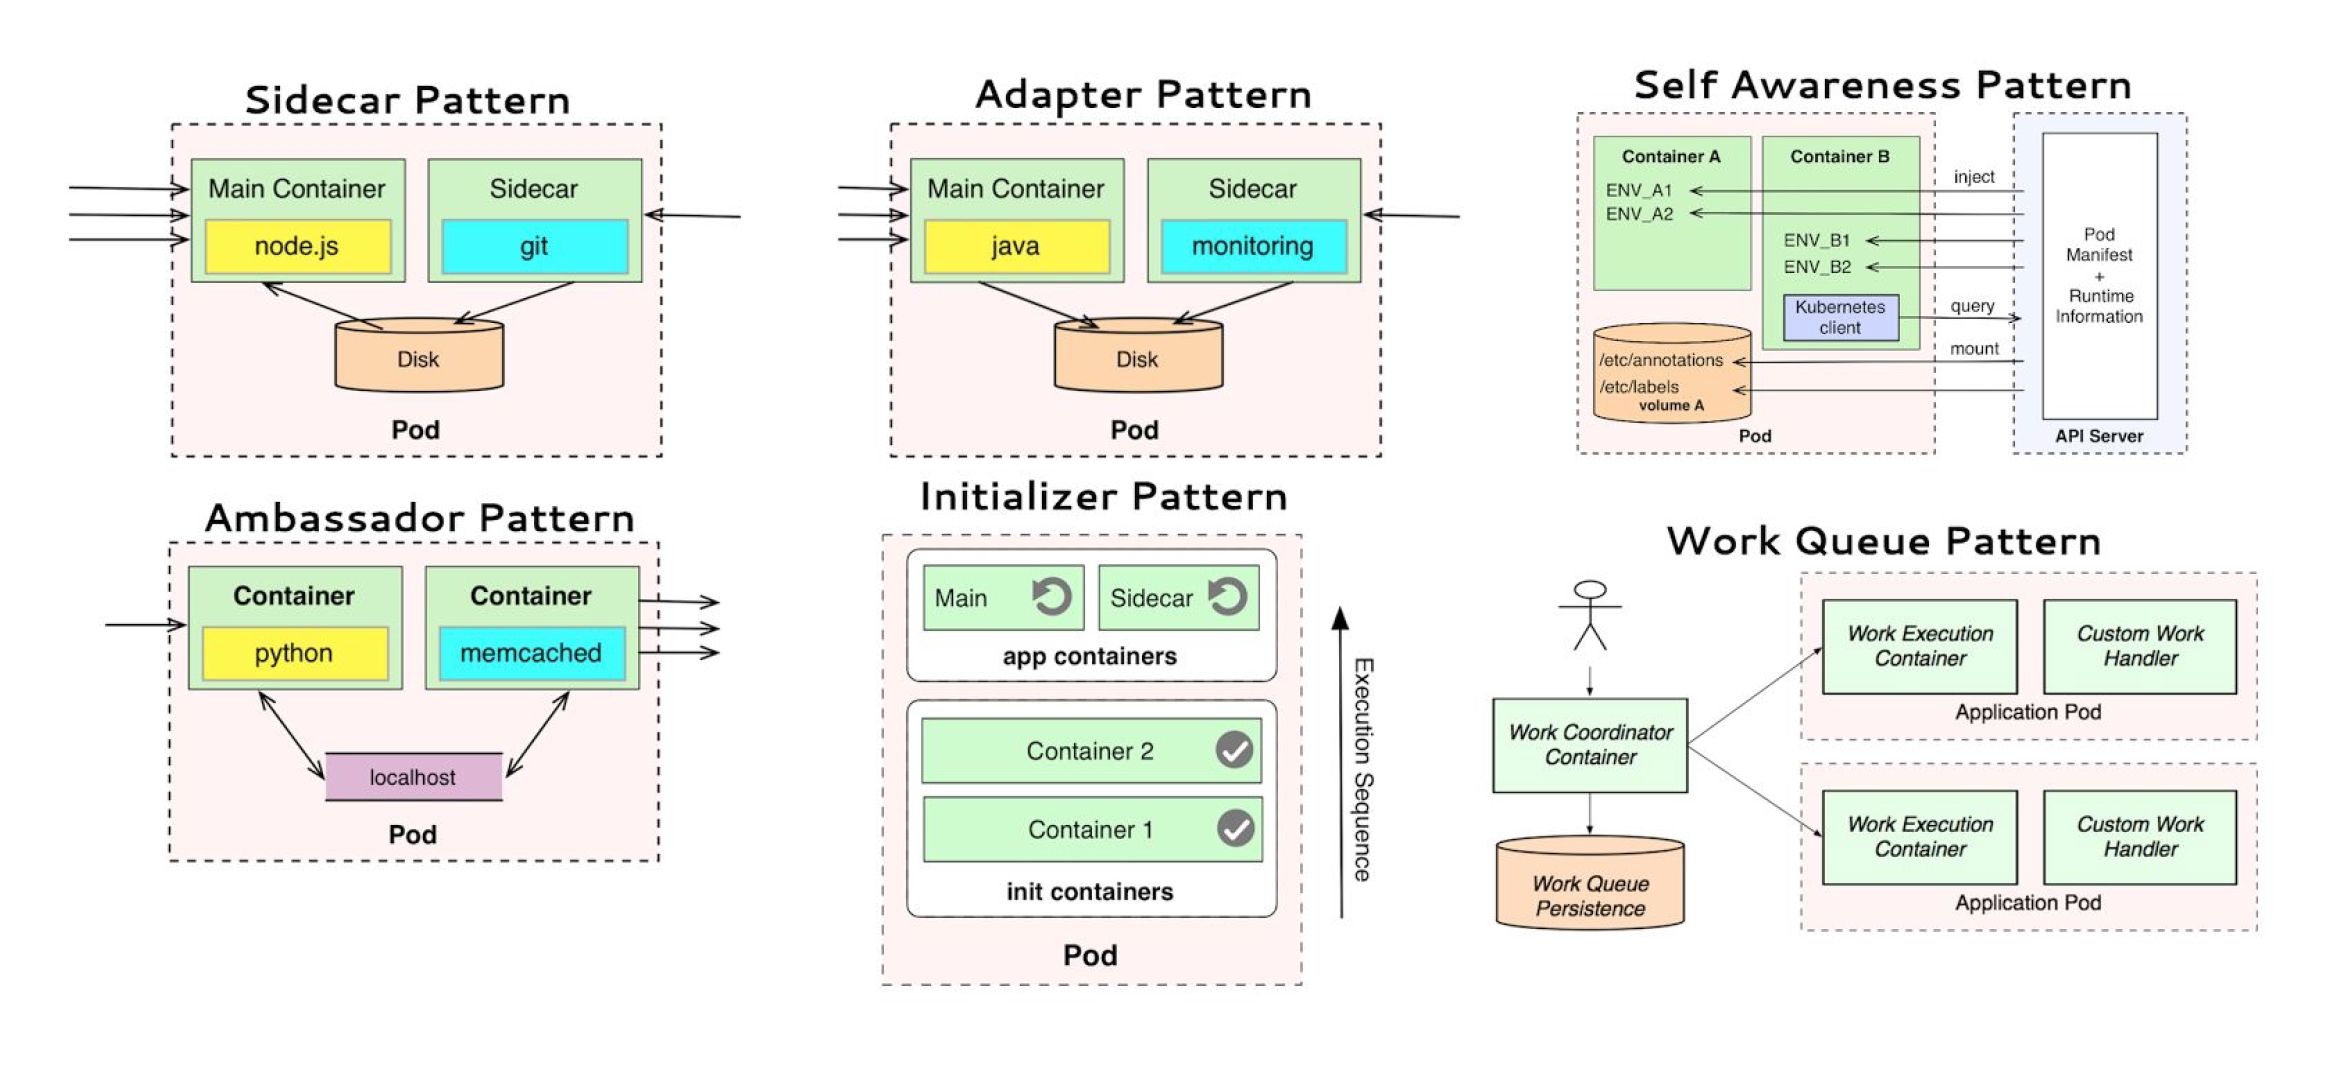 Sidecar Pattern
Main Container
node.js
Sidecar
git
Disk
Pod
Adapter Pattern
Main Container
java
Sidecar
monitoring
Disk
Pod
Self Awareness Pattern
Container A
ENV_A1
ENV_A2
Container B
ENV_B1
ENV_B2
Kubernetes
client
/etc/annotations
/etc/labels
volume A
Pod
inject
query
mount
Pod
Manifest
+
Runtime
Information
API Server
Ambassador Pattern
Container
python
Container
memcached
localhost
Pod
Initializer Pattern
Main
Sidecar
app containers
Container 2
Container 1
init containers
Pod
Execution Sequence
Work Queue Pattern
Work Coordinator
Container
Work Queue
Persistence
Work Execution
Container
Custom Work
Handler
Application Pod
Work Execution
Container
Custom Work
Handler
Application Pod